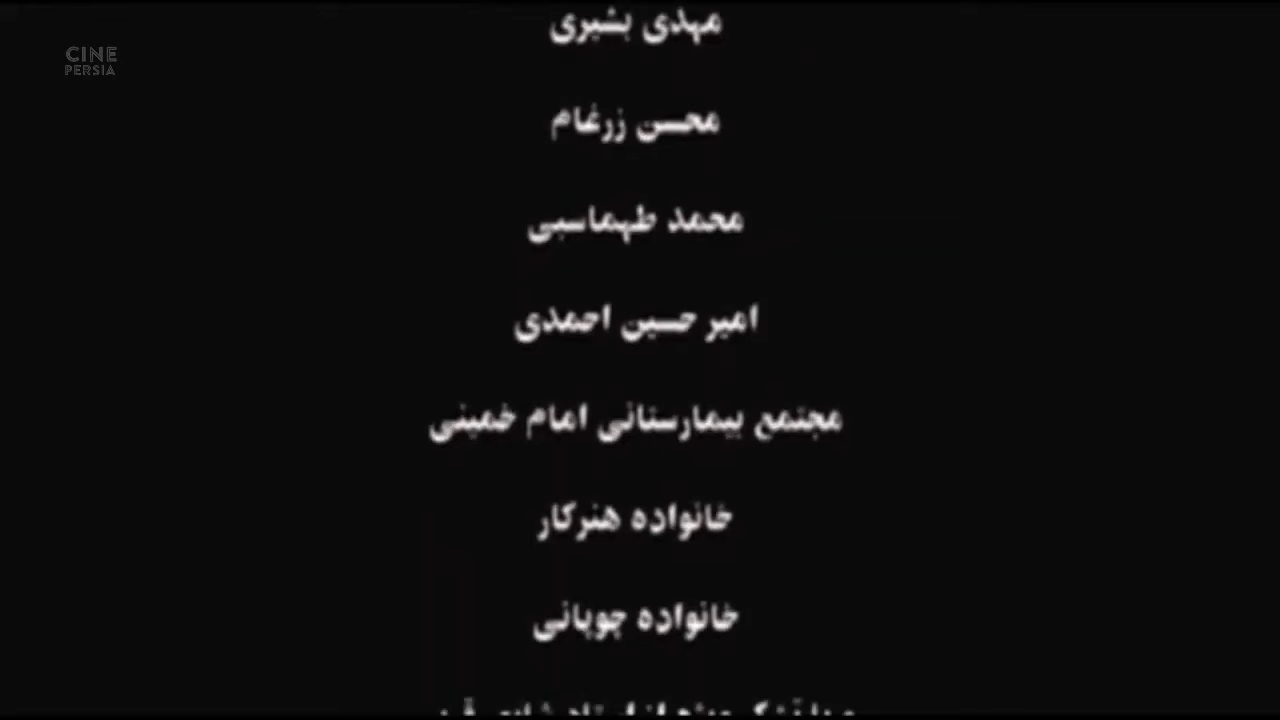 CINE
PERSIA
مهدی بشیری
محسن زرغام
محمد طهماسبی
امیر حسین احمدی
مجتمع بیمارستانی امام خمینی
خانواده هنرکار
خانواده چوپانی